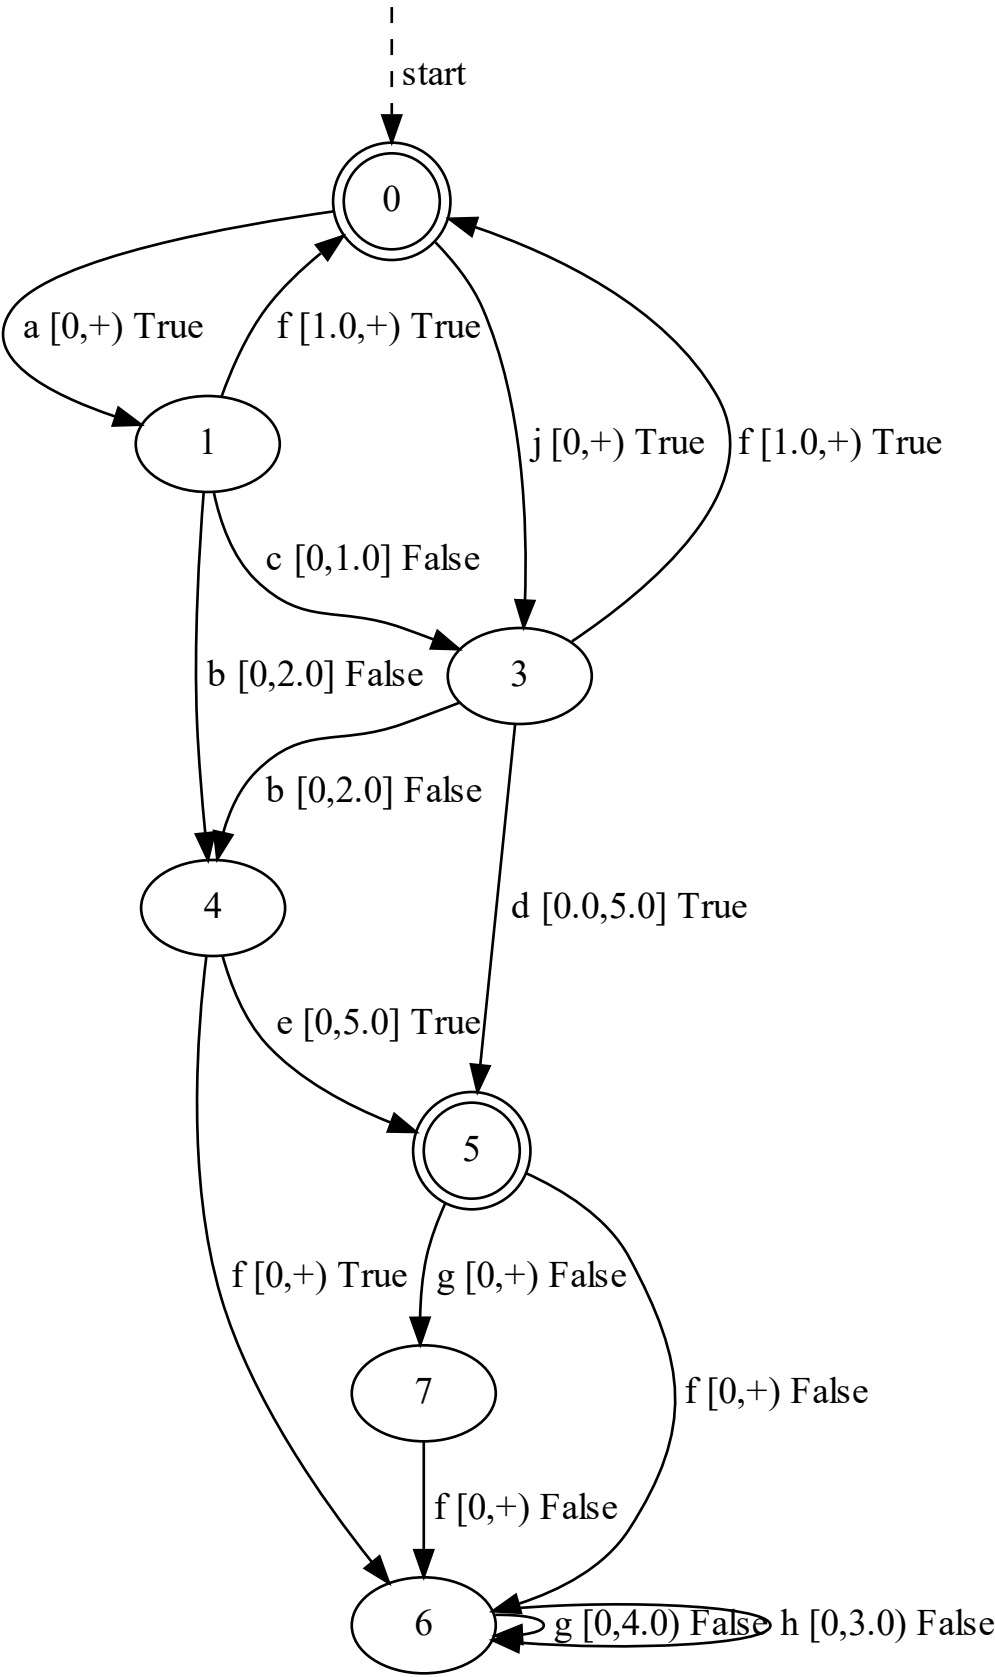 start
0
a [0,+) True
f [1.0,+) True
1
j [0,+) True
f [1.0,+) True
c [0,1.0] False
b [0,2.0] False
3
b [0,2.0] False
4
d [0.0,5.0] True
e [0,5.0] True
5
f [0,+) True
g [0,+) False
7
f [0,+) False
f [0,+) False
6
g [0,4.0) False
h [0,3.0) False